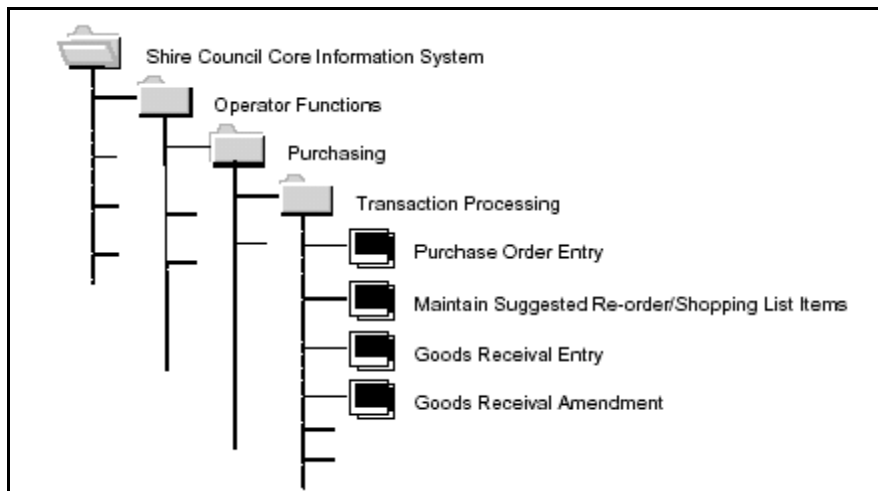 Shire Council Core Information System
Operator Functions
Purchasing
Transaction Processing
Purchase Order Entry
Maintain Suggested Re-order/Shopping List Items
Goods Receival Entry
Goods Receival Amendment